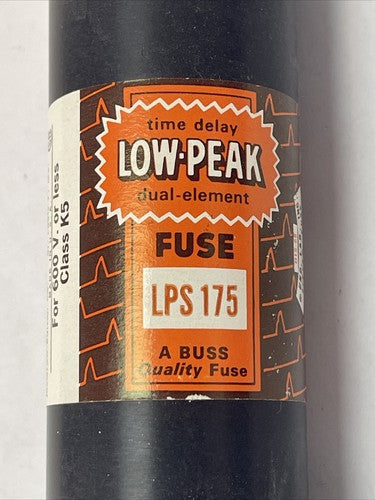 time delay
LOW·PEAK
dual-element
FUSE
LPS 175
A BUSS
Quality Fuse
For 600 V. or less
Class K5